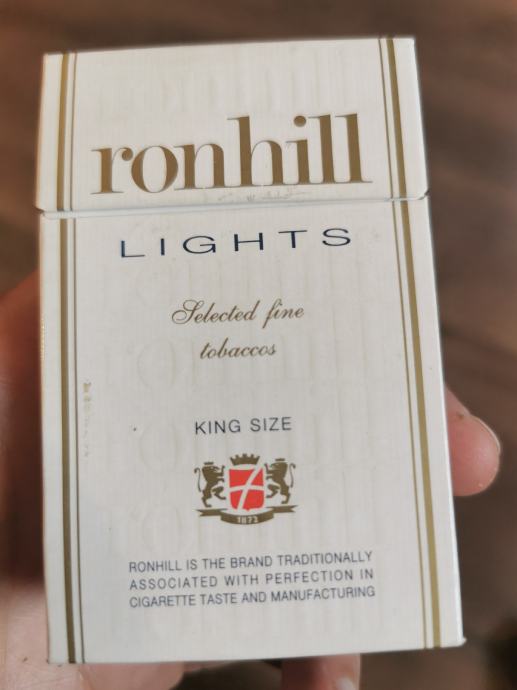 ronhill
LIGHTS
Selected fine
tobaccos
KING SIZE
1872
RONHILL IS THE BRAND TRADITIONALLY
ASSOCIATED WITH PERFECTION IN
CIGARETTE TASTE AND MANUFACTURING